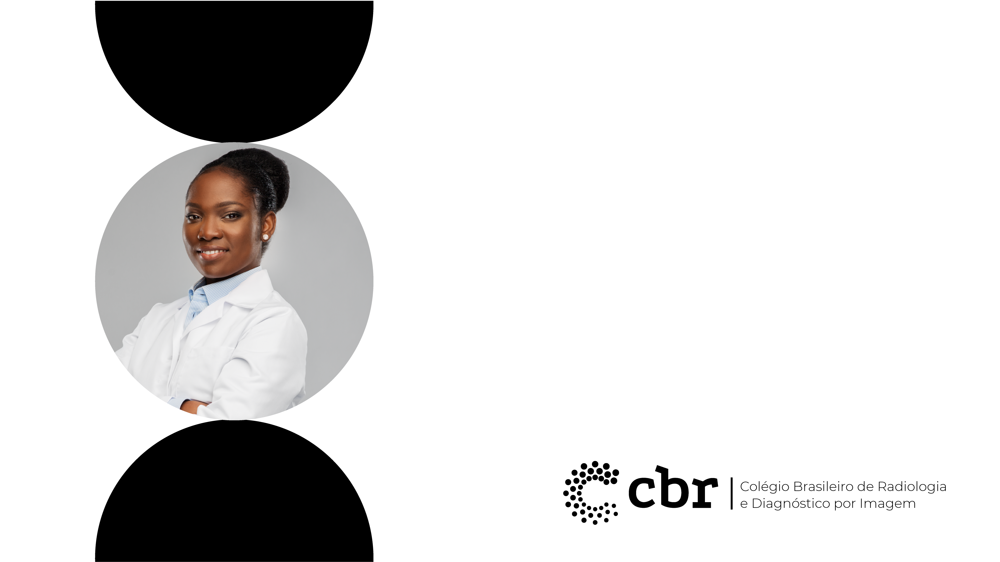 cbr
Colégio Brasileiro de Radiologia
e Diagnóstico por Imagem